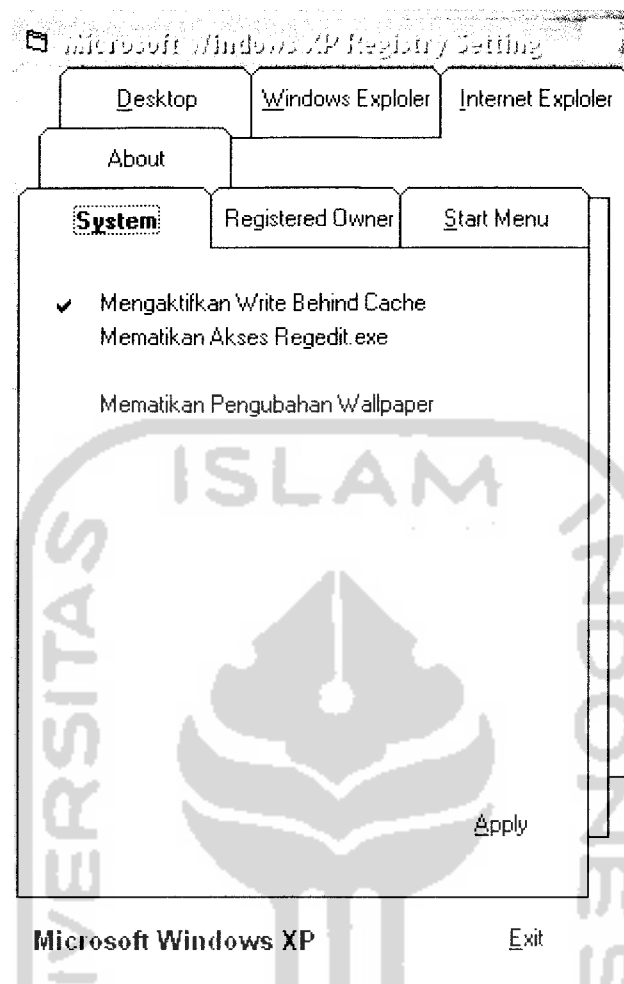 Microsoft Windows XP Registry Setting
Desktop
Windows Exploler
Internet Exploler
About
System
Registered Owner
Start Menu
Mengaktifkan Write Behind Cache
Mematikan Akses Regedit.exe
Mematikan Pengubahan Wallpaper
ISLAM
Apply
Microsoft Windows XP
Exit